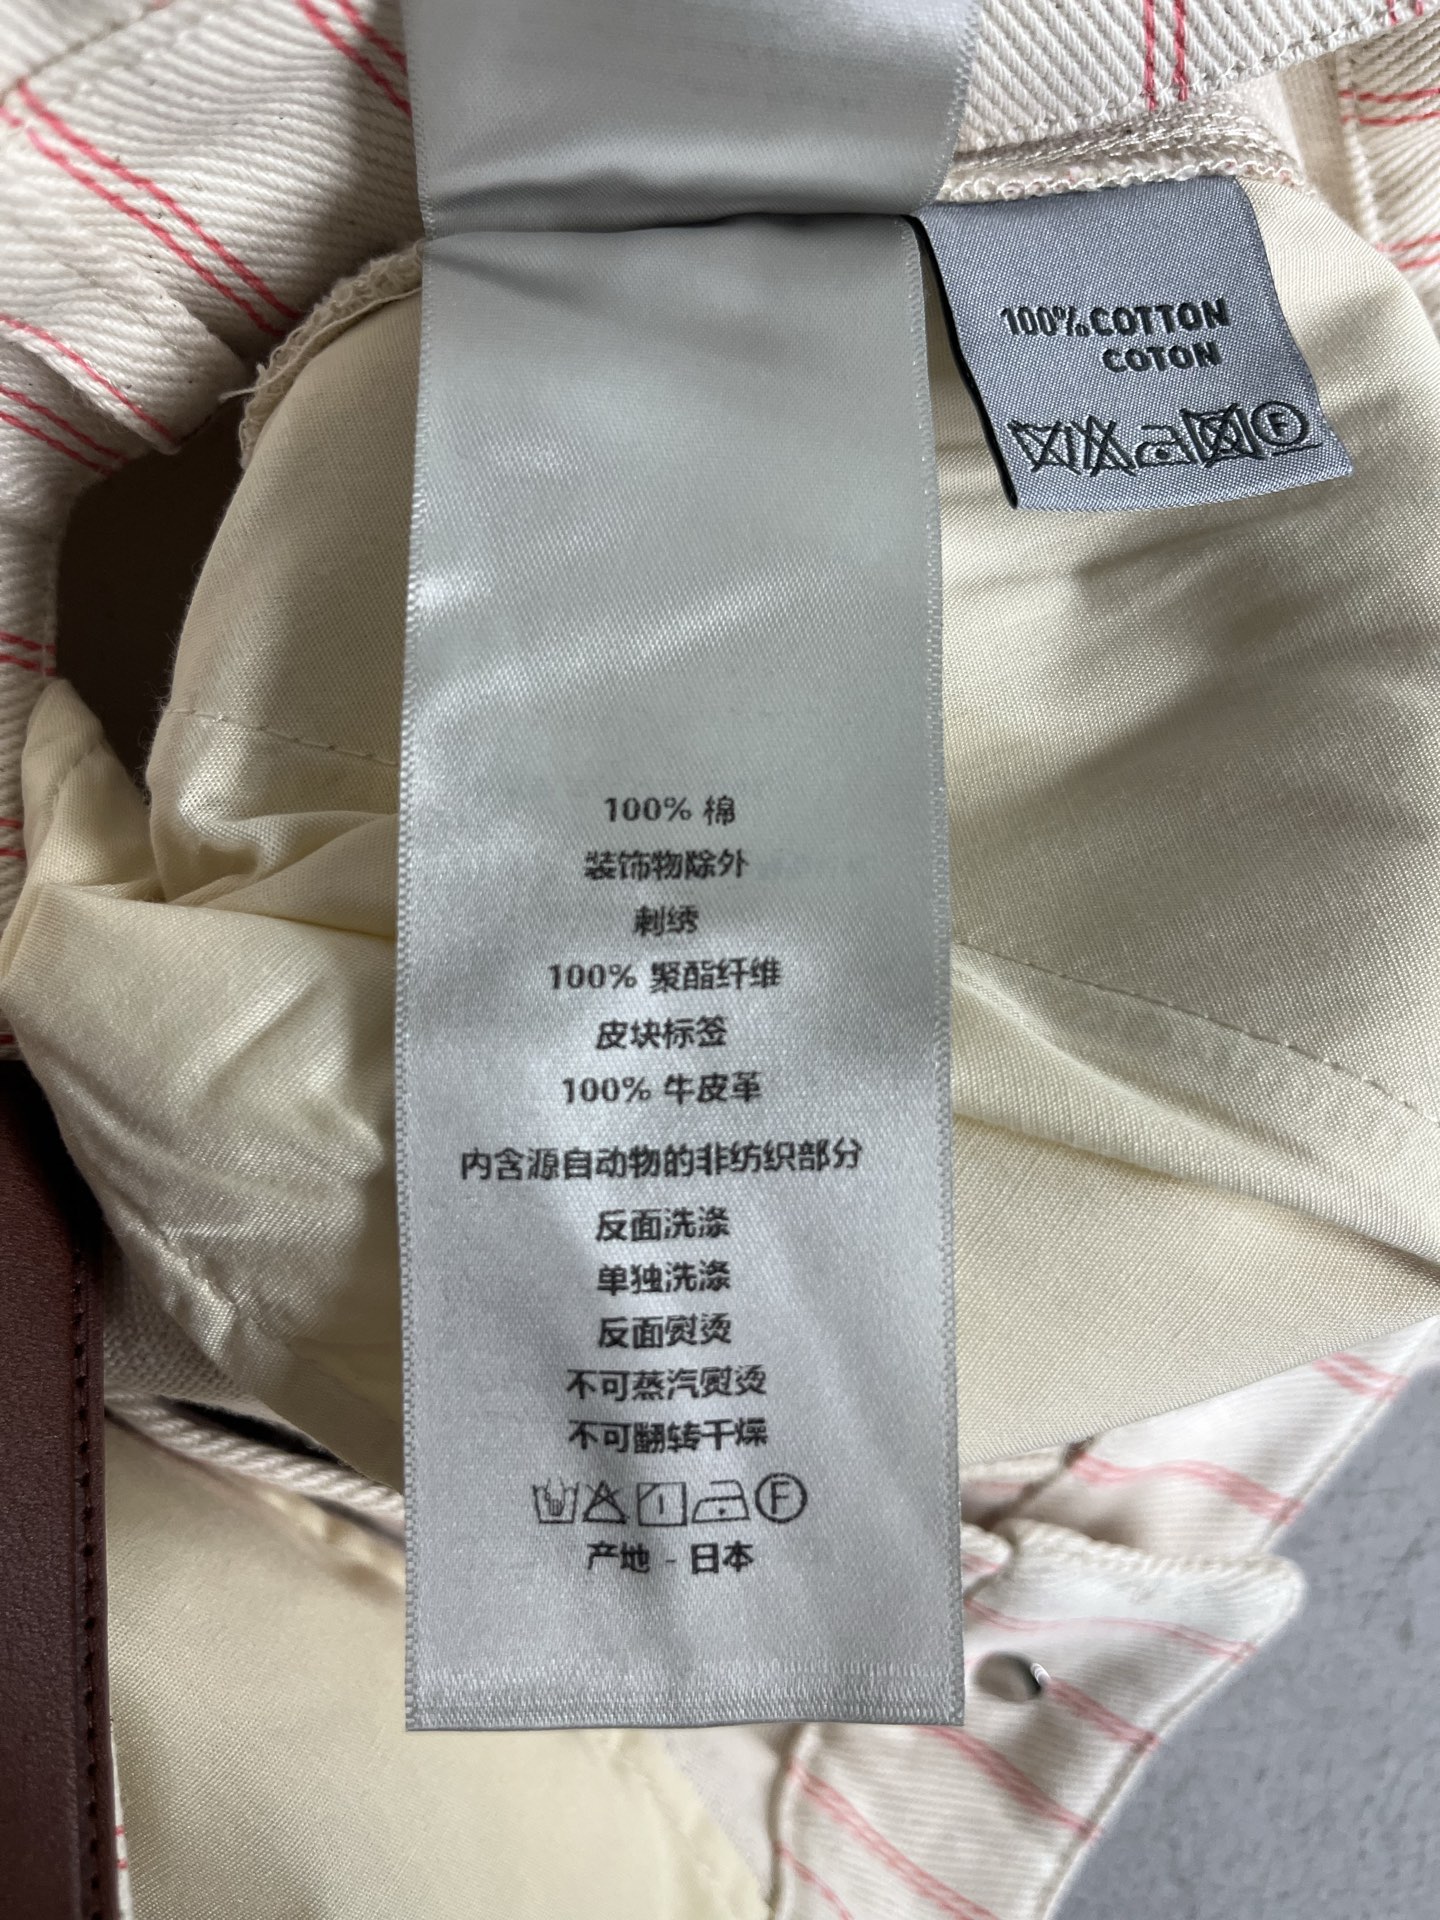 100% COTTON
COTON
F
100% 棉
装饰物除外
刺绣
100% 聚酯纤维
皮块标签
100% 牛皮革
内含源自动物的非纺织部分
反面洗涤
单独洗涤
反面熨烫
不可蒸汽熨烫
不可翻转干燥
F
产地 - 日本